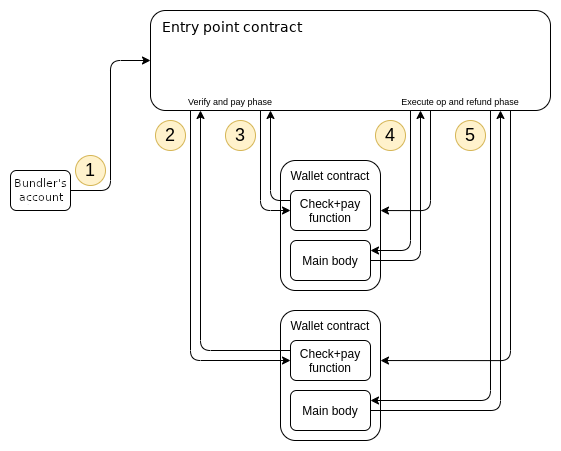 Entry point contract
Verify and pay phase
Execute op and refund phase
1
2
3
4
5
Bundler's
account
Wallet contract
Check+pay
function
Main body
Wallet contract
Check+pay
function
Main body